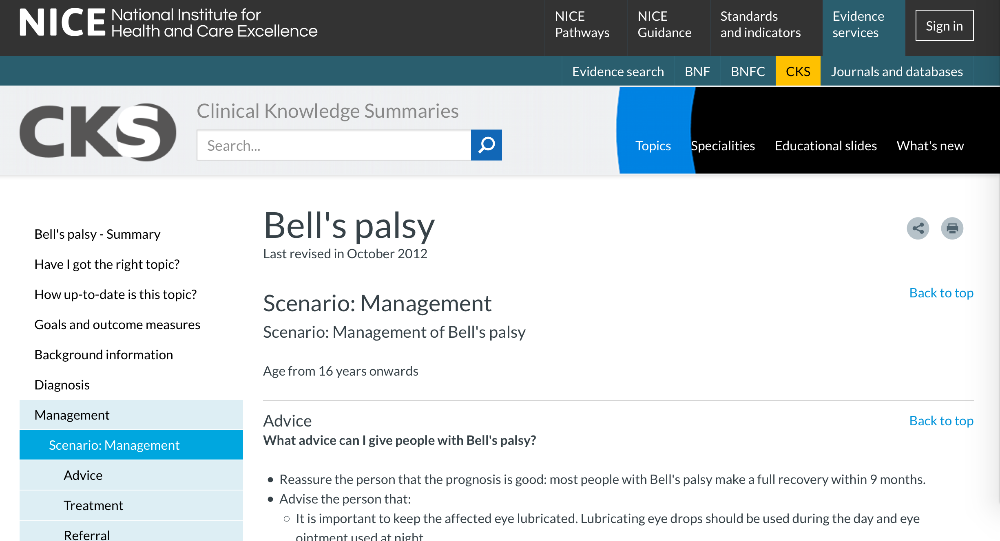 NICE National Institute for
Health and Care Excellence
NICE
Pathways
NICE
Guidance
Standards
and indicators
Evidence
services
Sign in
Evidence search
BNF
BNFC
CKS
Journals and databases
CKS
Clinical Knowledge Summaries
Search...
Topics
Specialities
Educational slides
What's new
Bell's palsy - Summary
Have I got the right topic?
How up-to-date is this topic?
Goals and outcome measures
Background information
Diagnosis
Management
Scenario: Management
Advice
Treatment
Referral
Bell's palsy
Last revised in October 2012
Back to top
Scenario: Management
Scenario: Management of Bell's palsy
Age from 16 years onwards
Advice
Back to top
What advice can I give people with Bell's palsy?
• Reassure the person that the prognosis is good: most people with Bell's palsy make a full recovery within 9 months.
• Advise the person that:
○ It is important to keep the affected eye lubricated. Lubricating eye drops should be used during the day and eye
ointment used at night